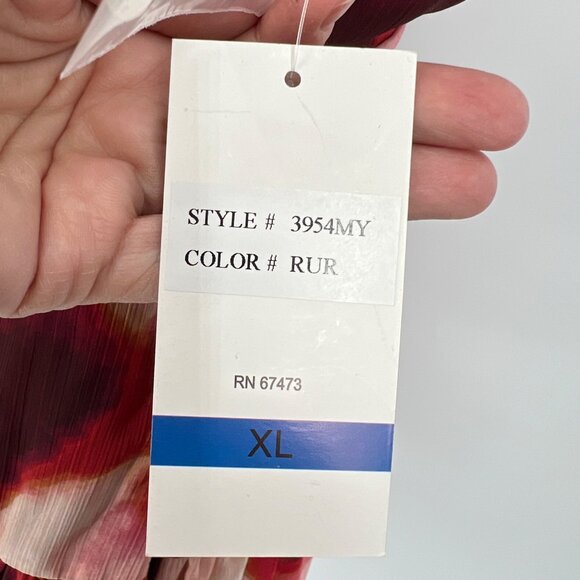 STYLE # 3954MY
COLOR # RUR
RN 67473
XL